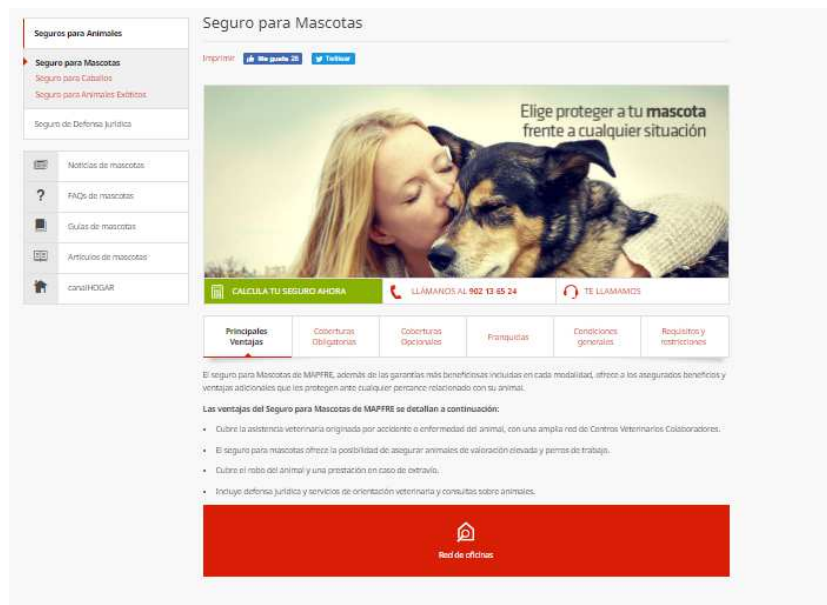 Seguro para Mascotas
Seguros para Animales
Seguro para Mascotas
Seguro para Caballos
Seguro para Animales Exóticos
Seguro de Defensa Jurídica
Noticias de mascotas
? FAQs de mascotas
Guías de mascotas
Artículos de mascotas
canalHOGAR
Imprimir Me gusta 28 Twittear
Elige proteger a tu mascota
frente a cualquier situación
CALCULA TU SEGURO AHORA LLÁMANOS AL 902 13 65 24 TE LLAMAMOS
Principales
Ventajas
Coberturas
Obligatorias
Coberturas
Opcionales
Franquicias
Condiciones
generales
Requisitos y
restricciones
El seguro para Mascotas de MAPFRE, además de las garantías más beneficiosas incluidas en cada modalidad, ofrece a los asegurados beneficios y
ventajas adicionales que les protegen ante cualquier percance relacionado con su animal.
Las ventajas del Seguro para Mascotas de MAPFRE se detallan a continuación:
• Cubre la asistencia veterinaria originada por accidente o enfermedad del animal, con una amplia red de Centros Veterinarios Colaboradores.
• El seguro para mascotas ofrece la posibilidad de asegurar animales de valoración elevada y perros de trabajo.
• Cubre el robo del animal y una prestación en caso de extravío.
• Incluye defensa jurídica y servicios de orientación veterinaria y consultas sobre animales.
Red de oficinas